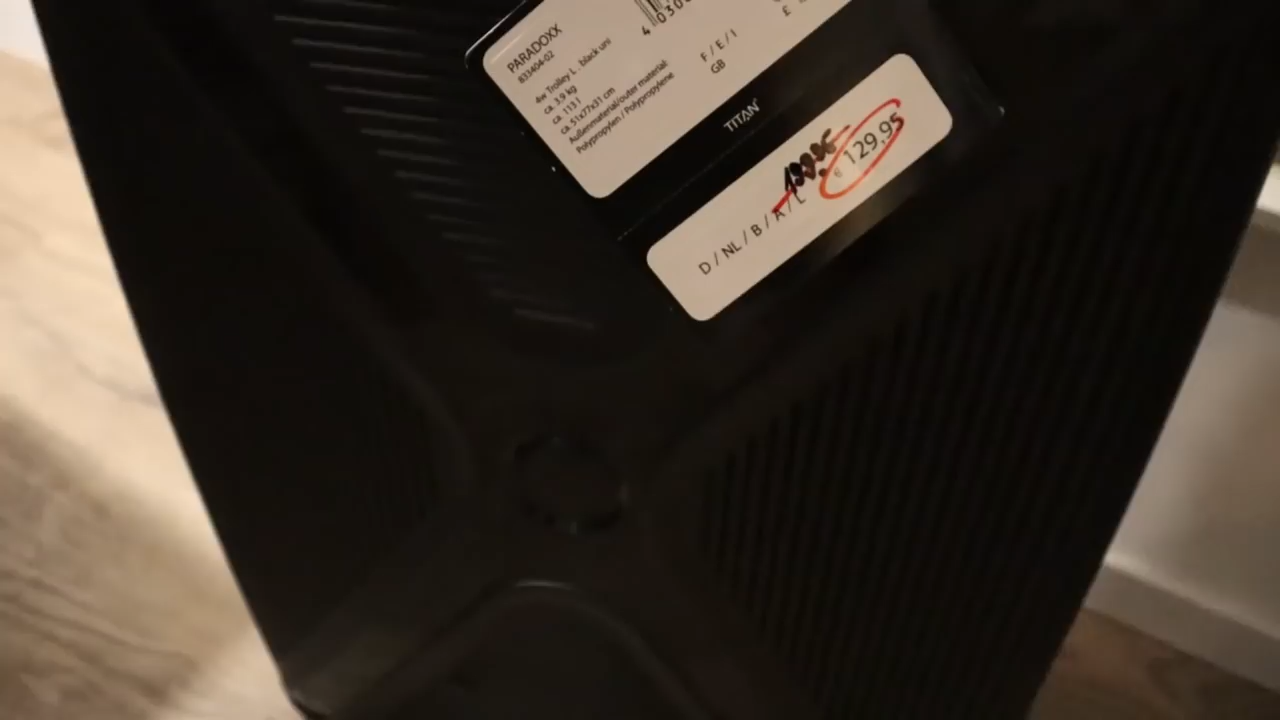 PARADOXX
833404-02
4w Trolley L. black uni
ca. 3,9 kg
ca. 113 l
ca. 51x77x31 cm
Außenmaterial/outer material:
Polypropylen / Polypropylene
F / E / I
GB
£
TITAN
D / NL / B / A / L
€ 129,95